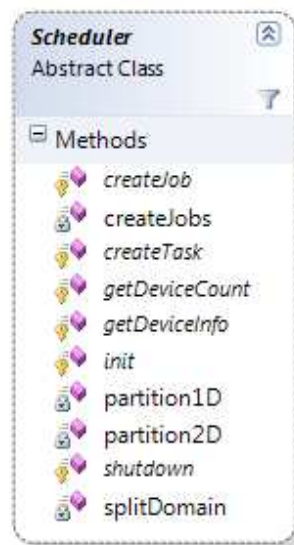 Scheduler
Abstract Class
Methods
createJob
createJobs
createTask
getDeviceCount
getDeviceInfo
init
partition1D
partition2D
shutdown
splitDomain